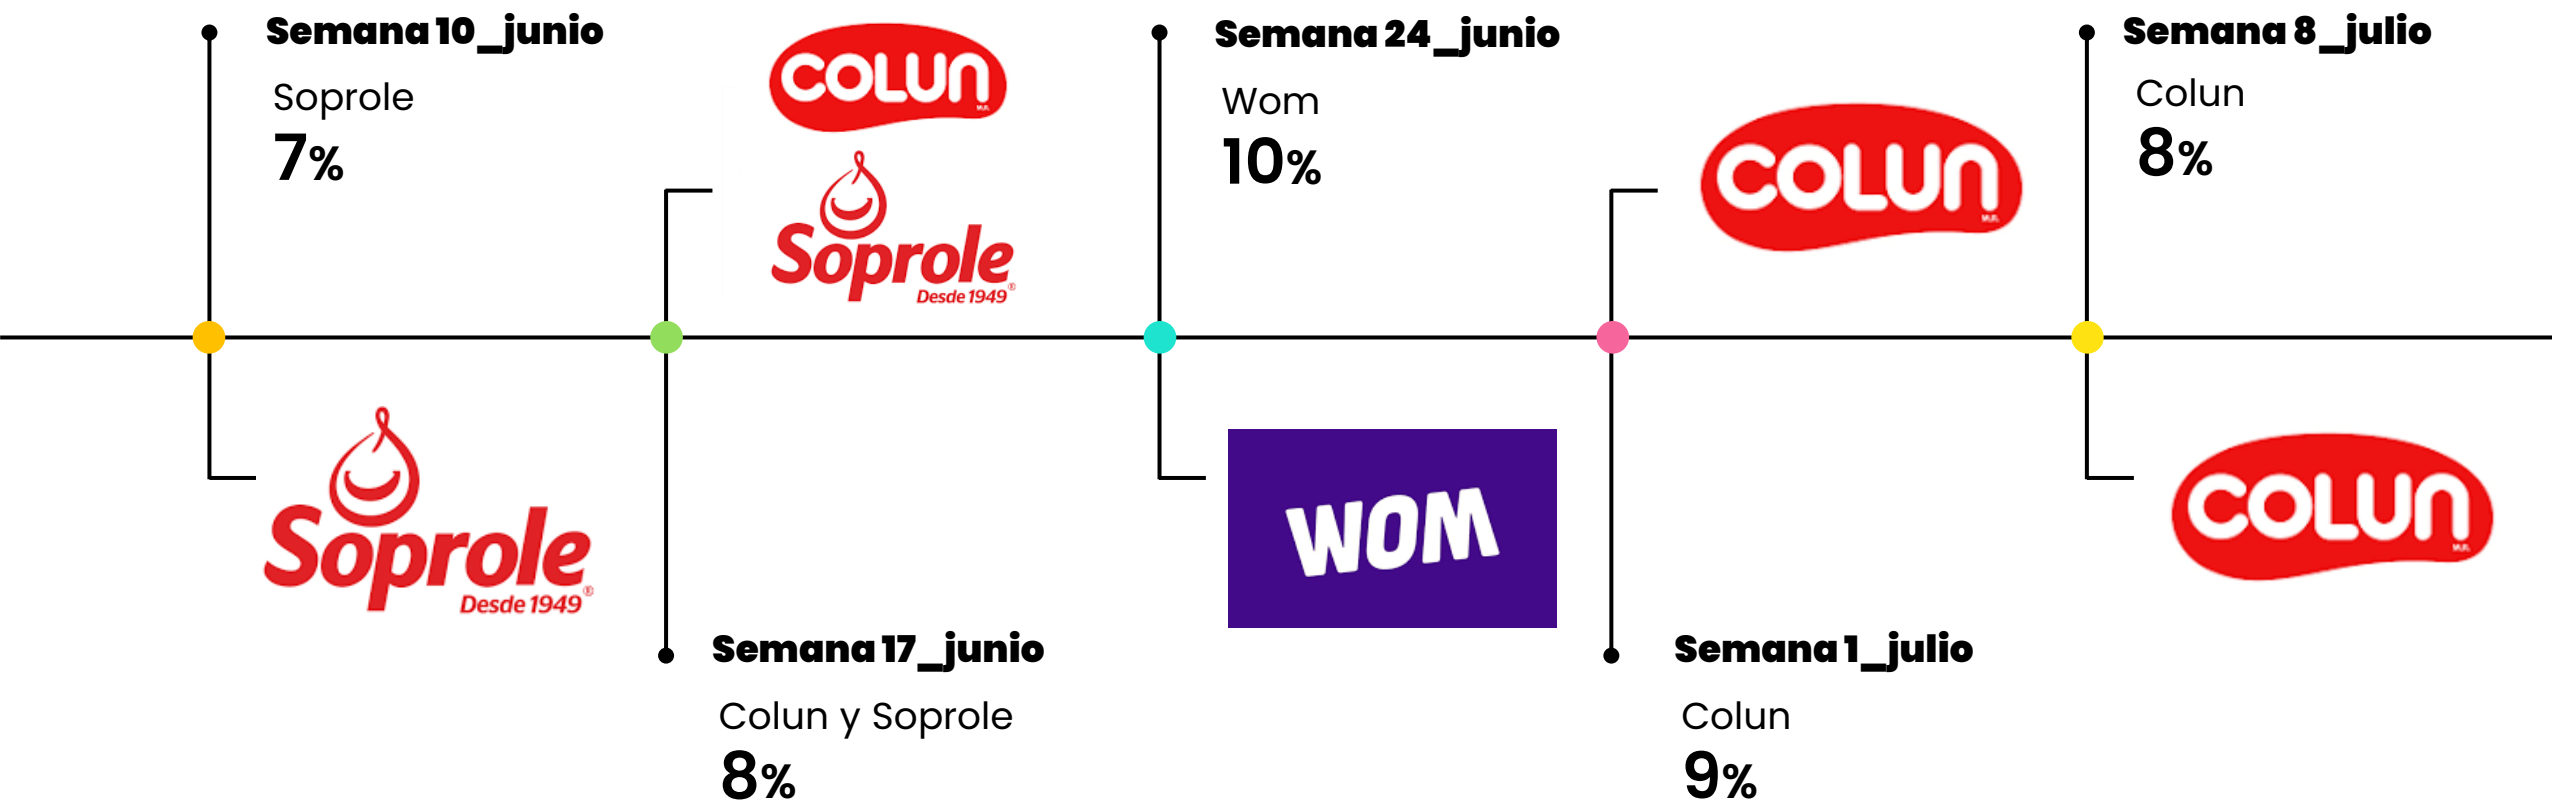 Semana 10_junio
Soprole
7%
Soprole
Desde 1949®
COLUN
M.R.
Soprole
Desde 1949®
Semana 17_junio
Colun y Soprole
8%
Semana 24_junio
Wom
10%
WOM
COLUN
M.R.
Semana 1_julio
Colun
9%
Semana 8_julio
Colun
8%
COLUN
M.R.